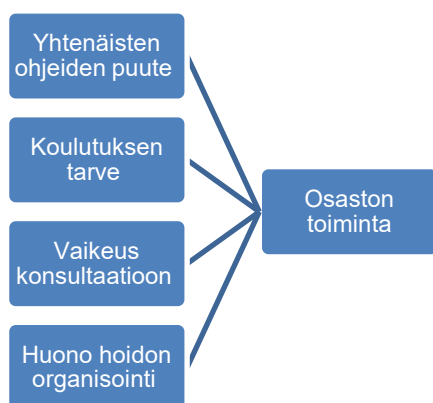 Yhtenäisten
ohjeiden puute
Koulutuksen
tarve
Vaikeus
konsultaatioon
Huono hoidon
organisointi
Osaston
toiminta